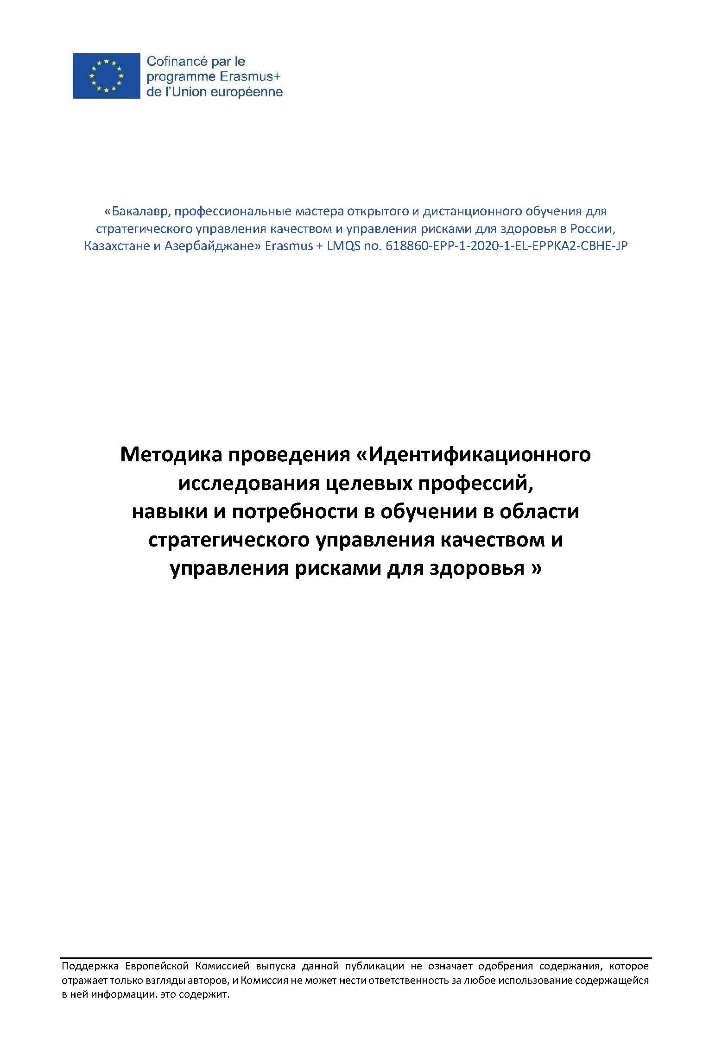 Cofinancé par le
programme Erasmus+
de l'Union européenne
«Бакалавр, профессиональные мастера открытого и дистанционного обучения для
стратегического управления качеством и управления рисками для здоровья в России,
Казахстане и Азербайджане» Erasmus + LMQS no. 618860-EPP-1-2020-1-EL-EPPKA2-CBHE-JP
Методика проведения «Идентификационного
исследования целевых профессий,
навыки и потребности в обучении в области
стратегического управления качеством и
управления рисками для здоровья »
Поддержка Европейской Комиссией выпуска данной публикации не означает одобрения содержания, которое
отражает только взгляды авторов, и Комиссия не может нести ответственность за любое использование содержащейся
в ней информации. это содержит.